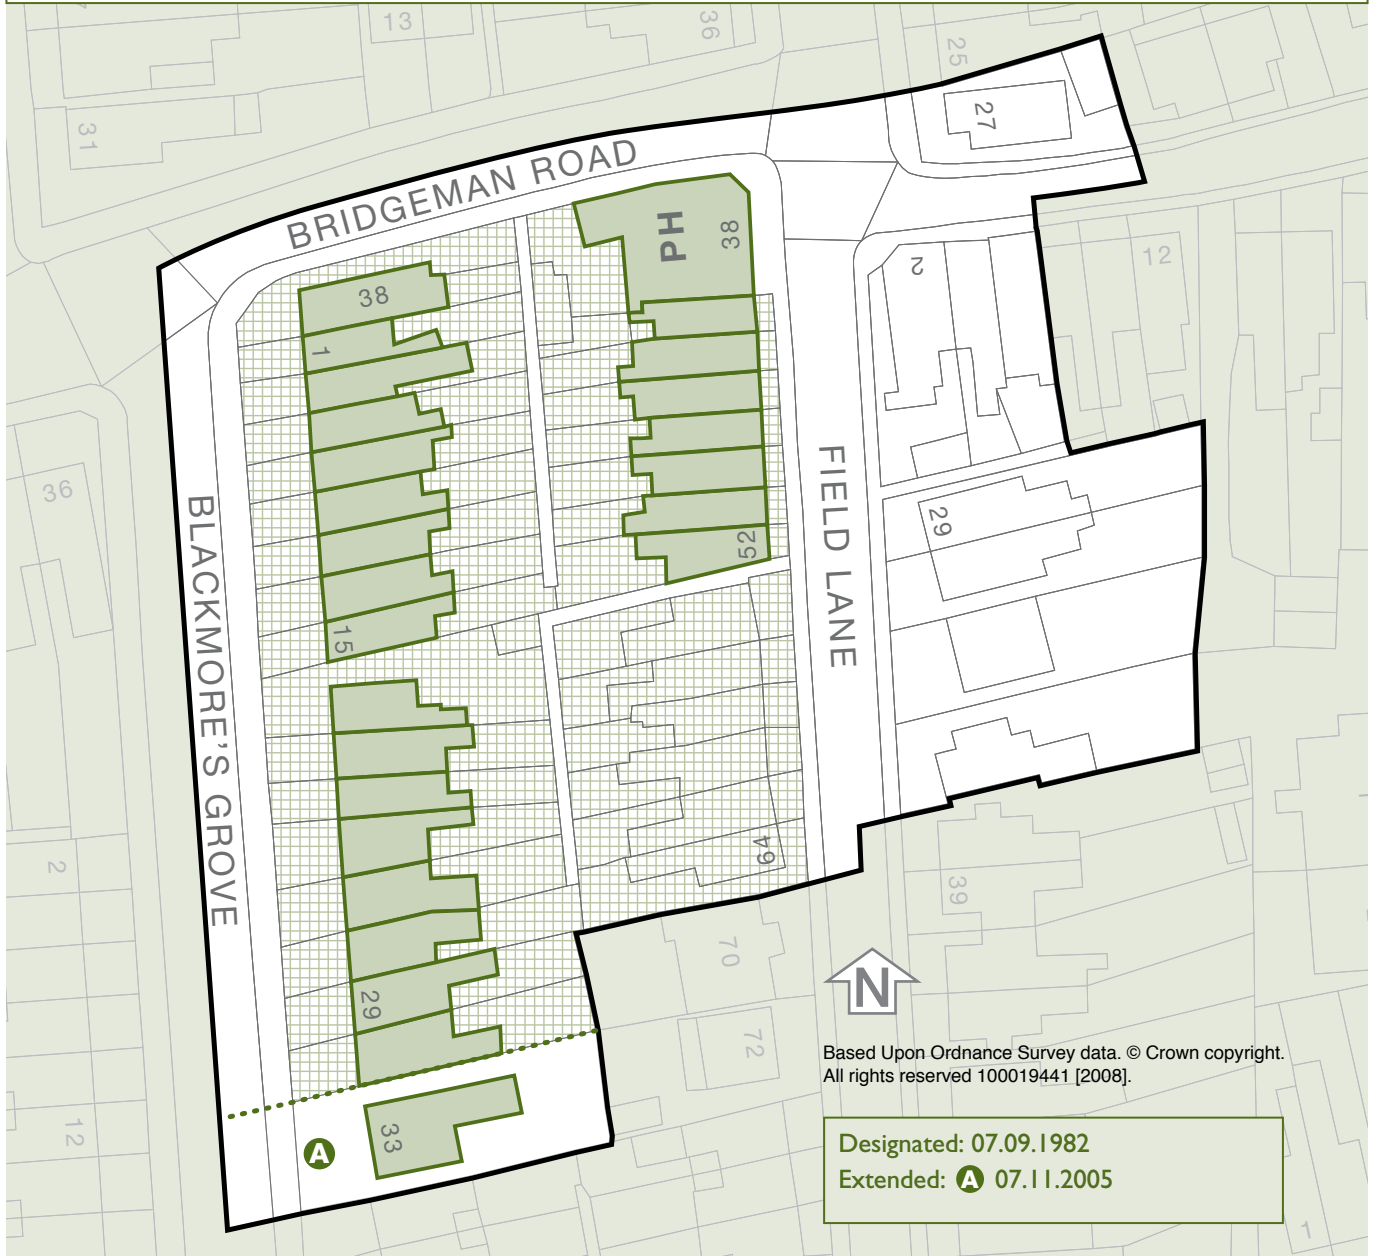 13
36
25
31
27
BRIDGEMAN ROAD
PH
38
2
12
38
1
36
BLACKMORE'S GROVE
FIELD LANE
29
52
15
64
2
39
70
N
29
72
Based Upon Ordnance Survey data. © Crown copyright.
All rights reserved 100019441 [2008].
12
33
A
Designated: 07.09.1982
Extended: A 07.11.2005
1